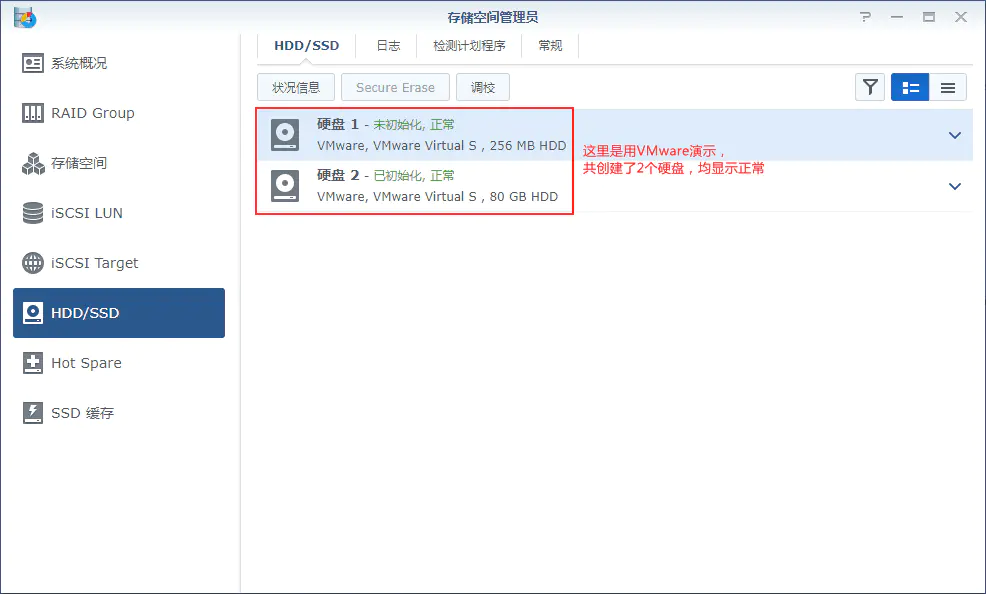 存储空间管理员
系统概况
RAID Group
存储空间
iSCSI LUN
iSCSI Target
HDD/SSD
Hot Spare
SSD 缓存
HDD/SSD 日志 检测计划程序 常规
状况信息 Secure Erase 调校
硬盘 1 - 未初始化, 正常
VMware, VMware Virtual S , 256 MB HDD
硬盘 2 - 已初始化, 正常
VMware, VMware Virtual S , 80 GB HDD
这里是用VMware演示，
共创建了2个硬盘，均显示正常